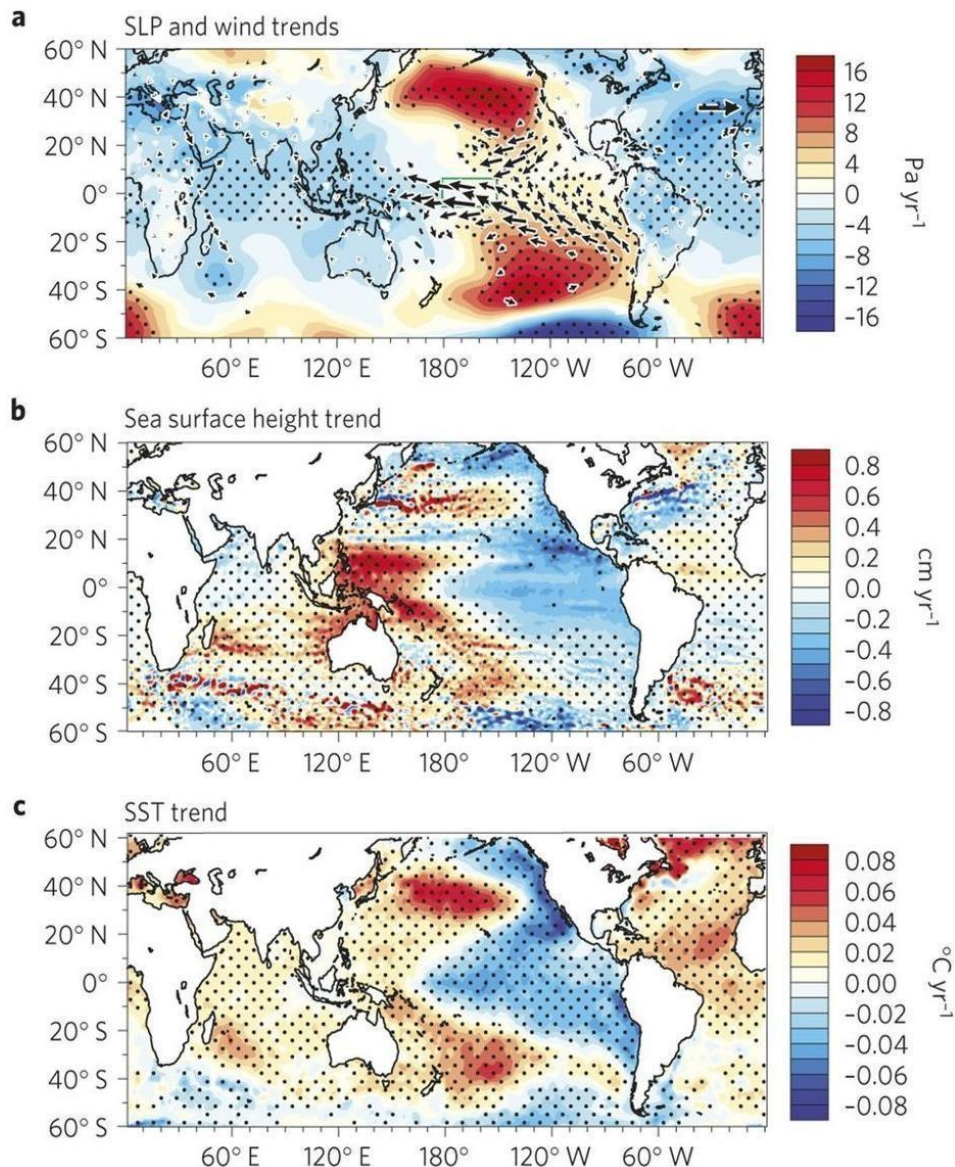 a
SLP and wind trends
60° N
40° N
20° N
0°
20° S
40° S
60° S
60° E 120° E 180° 120° W 60° W
16
12
8
4
0
-4
-8
-12
-16
Pa yr⁻¹
b
Sea surface height trend
60° N
40° N
20° N
0°
20° S
40° S
60° S
60° E 120° E 180° 120° W 60° W
0.8
0.6
0.4
0.2
0.0
-0.2
-0.4
-0.6
-0.8
cm yr⁻¹
c
SST trend
60° N
40° N
20° N
0°
20° S
40° S
60° S
60° E 120° E 180° 120° W 60° W
0.08
0.06
0.04
0.02
0.00
-0.02
-0.04
-0.06
-0.08
°C yr⁻¹